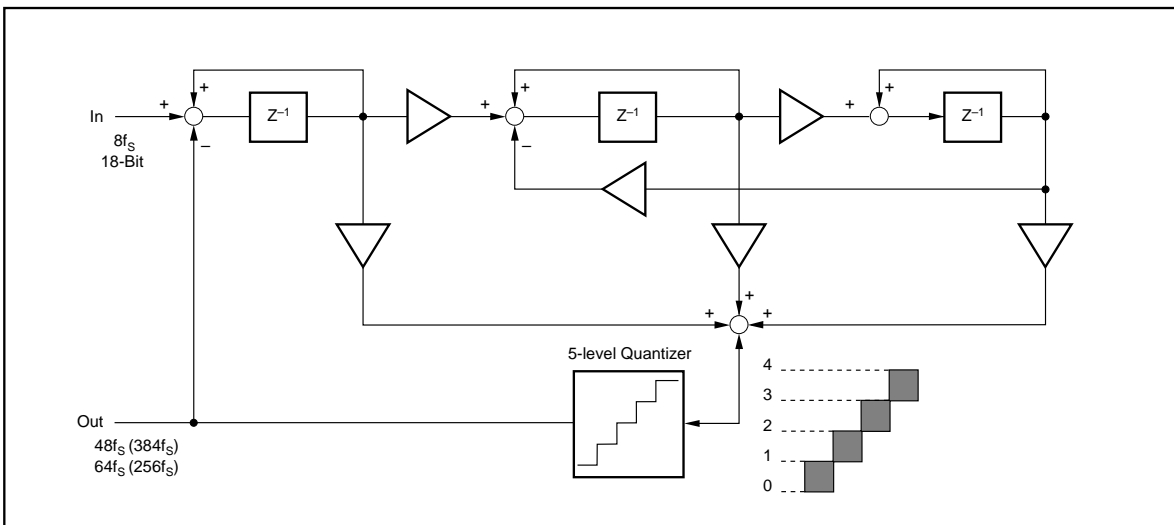 + + +
+ + +
In Z⁻¹ Z⁻¹ Z⁻¹
– –
8fS
18-Bit
+
+ +
5-level Quantizer
4
3
2
1
0
Out
48fS (384fS)
64fS (256fS)